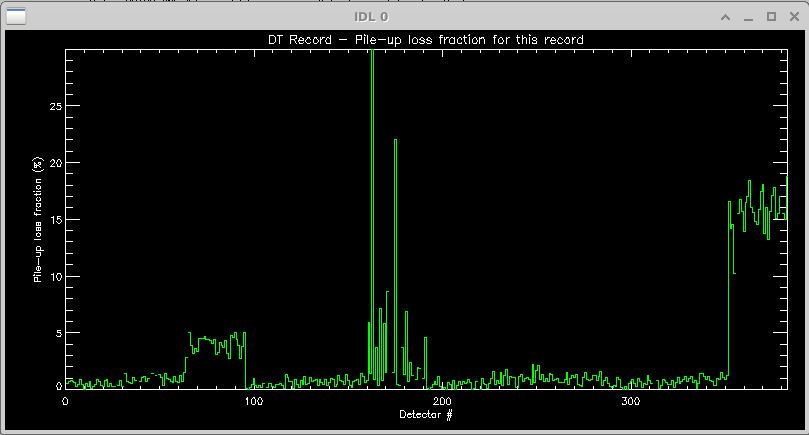 IDL 0
DT Record - Pile-up loss fraction for this record
25
20
15
10
5
0
Pile-up loss fraction (%)
0 100 200 300
Detector #